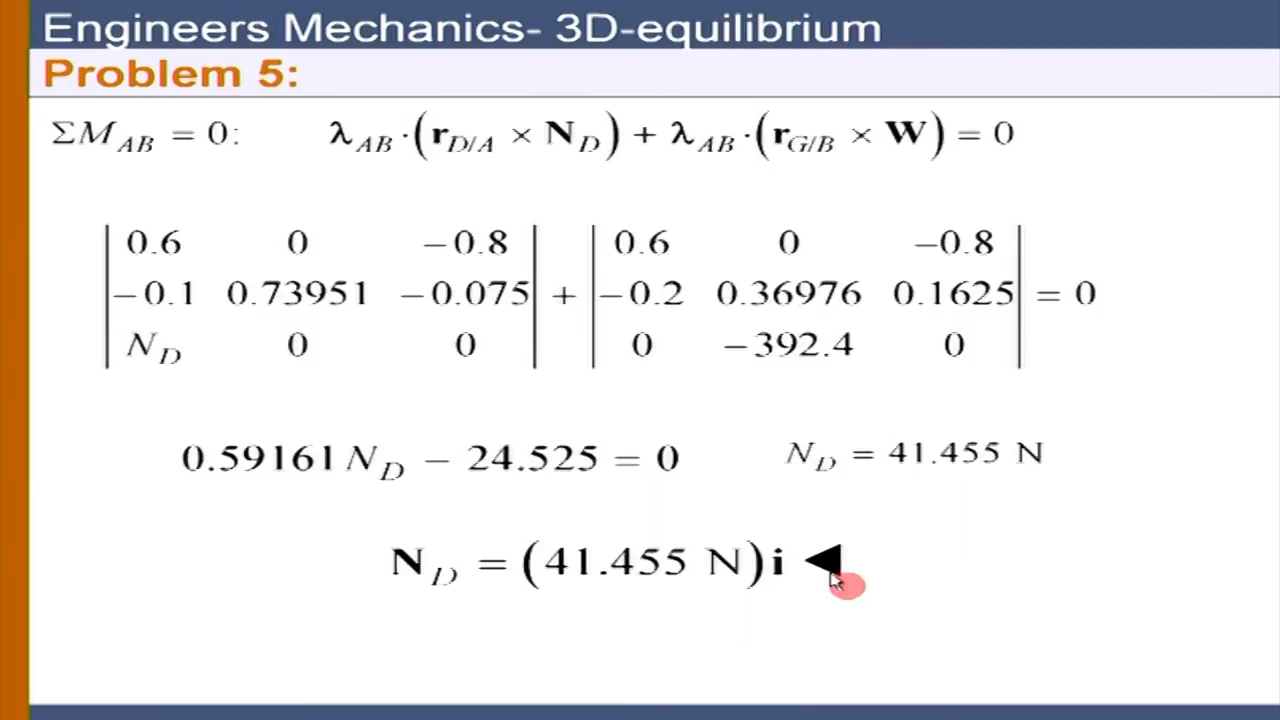 Engineers Mechanics- 3D-equilibrium
Problem 5:
ΣM_AB = 0: λ_AB · (r_D/A × N_D) + λ_AB · (r_G/B × W) = 0
| 0.6 0 −0.8 | | 0.6 0 −0.8 |
| −0.1 0.73951 −0.075 | + | −0.2 0.36976 0.1625 | = 0
| N_D 0 0 | | 0 −392.4 0 |
0.59161 N_D − 24.525 = 0 N_D = 41.455 N
N_D = (41.455 N) i ◀